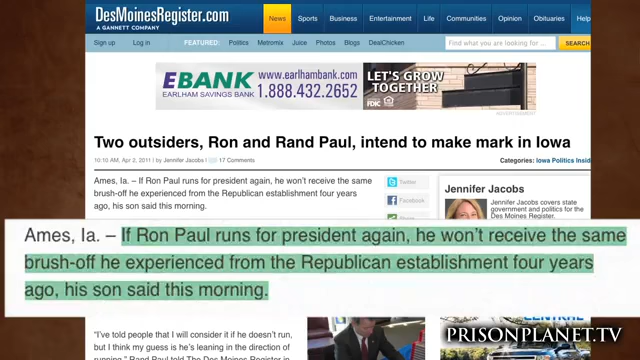 DesMoinesRegister.com
A GANNETT COMPANY
News Sports Business Entertainment Life Communities Opinion Obituaries Help
Sign up Log in FEATURED: Politics Metromix Juice Photos Blogs DealChicken Find what you are looking for ... SEARCH
EBANK
EARLHAM SAVINGS BANK
www.earlhambank.com
1.888.432.2652
LET'S GROW
TOGETHER
FDIC
ADVERTISEMENT
Two outsiders, Ron and Rand Paul, intend to make mark in Iowa
10:10 AM, Apr 2, 2011 | by Jennifer Jacobs | 17 Comments
Categories: Iowa Politics Insid
Ames, Ia. – If Ron Paul runs for president again, he won't receive the same
brush-off he experienced from the Republican establishment four years
ago, his son said this morning.
Twitter
Facebook
Jennifer Jacobs
Jennifer Jacobs covers state
government and politics for the
Des Moines Register.
Ames, Ia. – If Ron Paul runs for president again, he won't receive the same
brush-off he experienced from the Republican establishment four years
ago, his son said this morning.
"I've told people that I will consider it if he doesn't run,
but I think my guess is he's leaning in the direction of
running," Rand Paul told The Des Moines Register in
CENTRAL
PRISONPLANET.TV